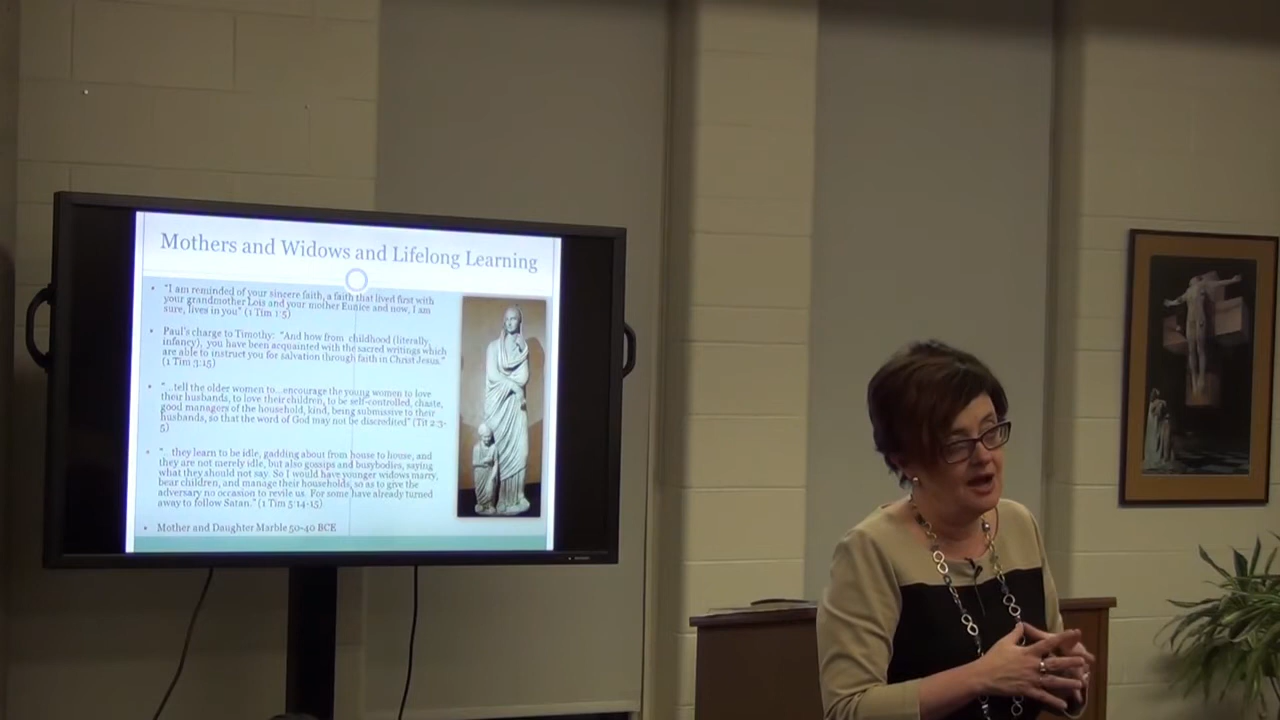 Mothers and Widows and Lifelong Learning
"I am reminded of your sincere faith, a faith that lived first with
your grandmother Lois and your mother Eunice and now, I am
sure, lives in you" (1 Tim 1:5)
Paul's charge to Timothy: "And how from childhood (literally,
infancy), you have been acquainted with the sacred writings which
are able to instruct you for salvation through faith in Christ Jesus."
(1 Tim 3:15)
"...tell the older women to...encourage the young women to love
their husbands, to love their children, to be self-controlled, chaste,
good managers of the household, kind, being submissive to their
husbands, so that the word of God may not be discredited" (Tit 2:3-
5)
"...they learn to be idle, gadding about from house to house, and
they are not merely idle, but also gossips and busybodies, saying
what they should not say. So I would have younger widows marry,
bear children, and manage their households, so as to give the
adversary no occasion to revile us. For some have already turned
away to follow Satan." (1 Tim 5:14-15)
Mother and Daughter Marble 50-40 BCE